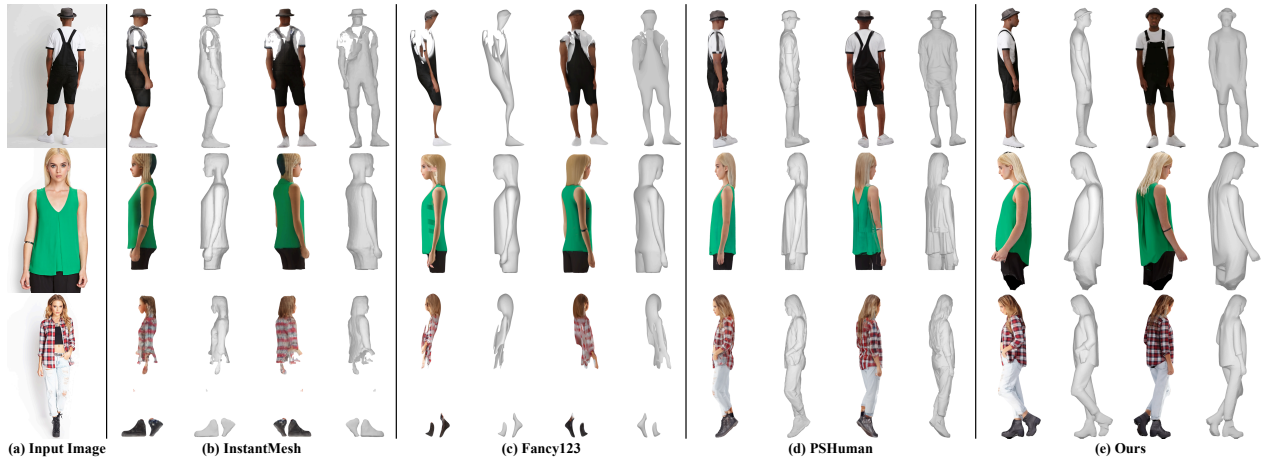 (a) Input Image
(b) InstantMesh
(c) Fancy123
(d) PSHuman
(e) Ours